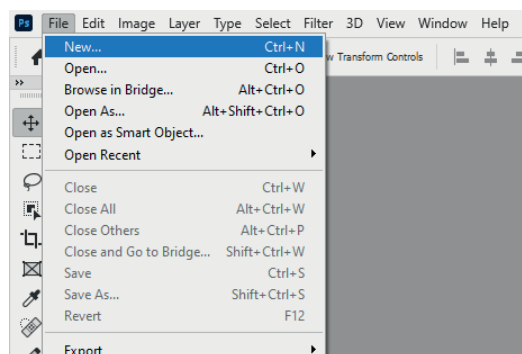 Ps File Edit Image Layer Type Select Filter 3D View Window Help
New... Ctrl+N
w Transform Controls
Open... Ctrl+O
Browse in Bridge... Alt+Ctrl+O
Open As... Alt+Shift+Ctrl+O
Open as Smart Object...
Open Recent
Close Ctrl+W
Close All Alt+Ctrl+W
Close Others Alt+Ctrl+P
Close and Go to Bridge... Shift+Ctrl+W
Save Ctrl+S
Save As... Shift+Ctrl+S
Revert F12
Export